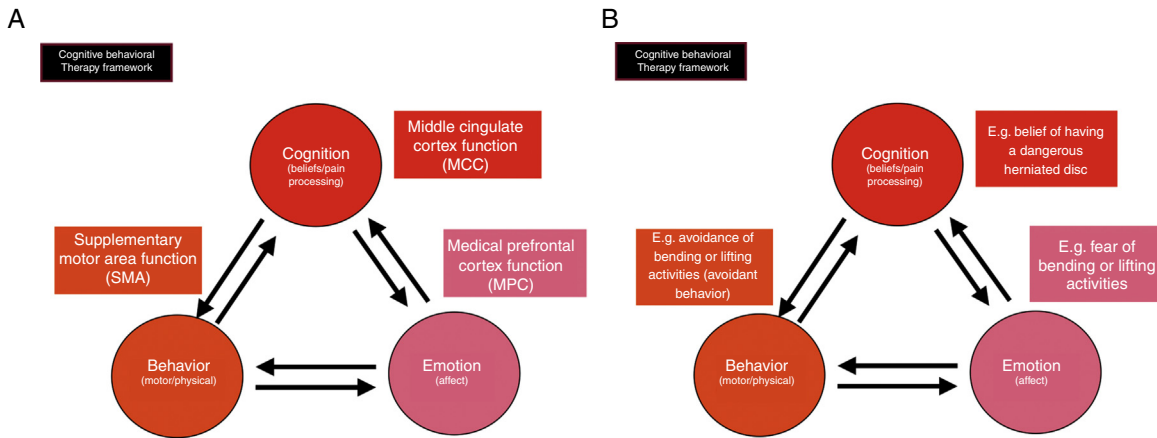 A
Cognitive behavioral
Therapy framework
Cognition
(beliefs/pain
processing)
Middle cingulate
cortex function
(MCC)
Supplementary
motor area function
(SMA)
Medical prefrontal
cortex function
(MPC)
Behavior
(motor/physical)
Emotion
(affect)
B
Cognitive behavioral
Therapy framework
Cognition
(beliefs/pain
processing)
E.g. belief of having
a dangerous
herniated disc
E.g. avoidance of
bending or lifting
activities (avoidant
behavior)
E.g. fear of
bending or lifting
activities
Behavior
(motor/physical)
Emotion
(affect)